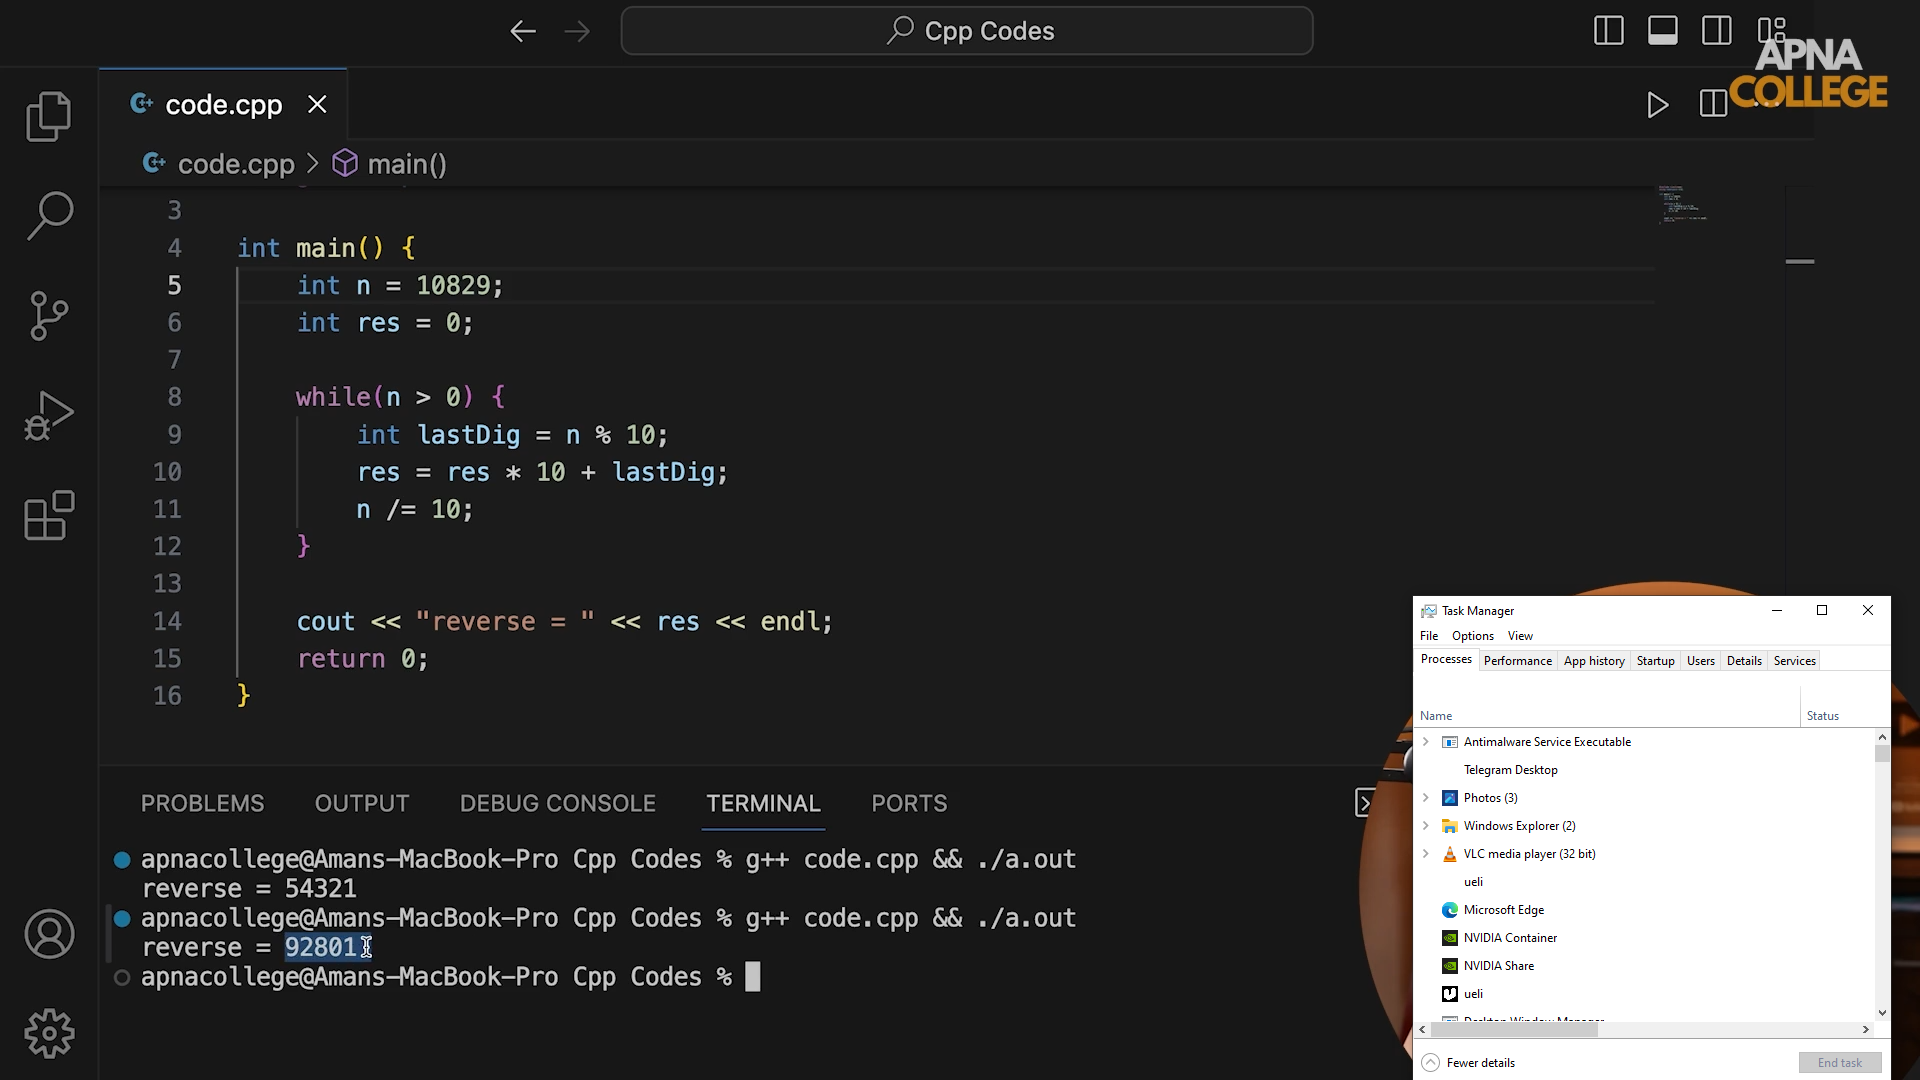 Cpp Codes
APNA
COLLEGE
code.cpp
code.cpp > main()
3
4 int main() {
5 int n = 10829;
6 int res = 0;
7
8 while(n > 0) {
9 int lastDig = n % 10;
10 res = res * 10 + lastDig;
11 n /= 10;
12 }
13
14 cout << "reverse = " << res << endl;
15 return 0;
16 }
PROBLEMS OUTPUT DEBUG CONSOLE TERMINAL PORTS
apnacollege@Amans-MacBook-Pro Cpp Codes % g++ code.cpp && ./a.out
reverse = 54321
apnacollege@Amans-MacBook-Pro Cpp Codes % g++ code.cpp && ./a.out
reverse = 92801
apnacollege@Amans-MacBook-Pro Cpp Codes %
Task Manager
File Options View
Processes Performance App history Startup Users Details Services
Name Status
Antimalware Service Executable
Telegram Desktop
Photos (3)
Windows Explorer (2)
VLC media player (32 bit)
ueli
Microsoft Edge
NVIDIA Container
NVIDIA Share
ueli
Desktop Window Manager
Fewer details End task